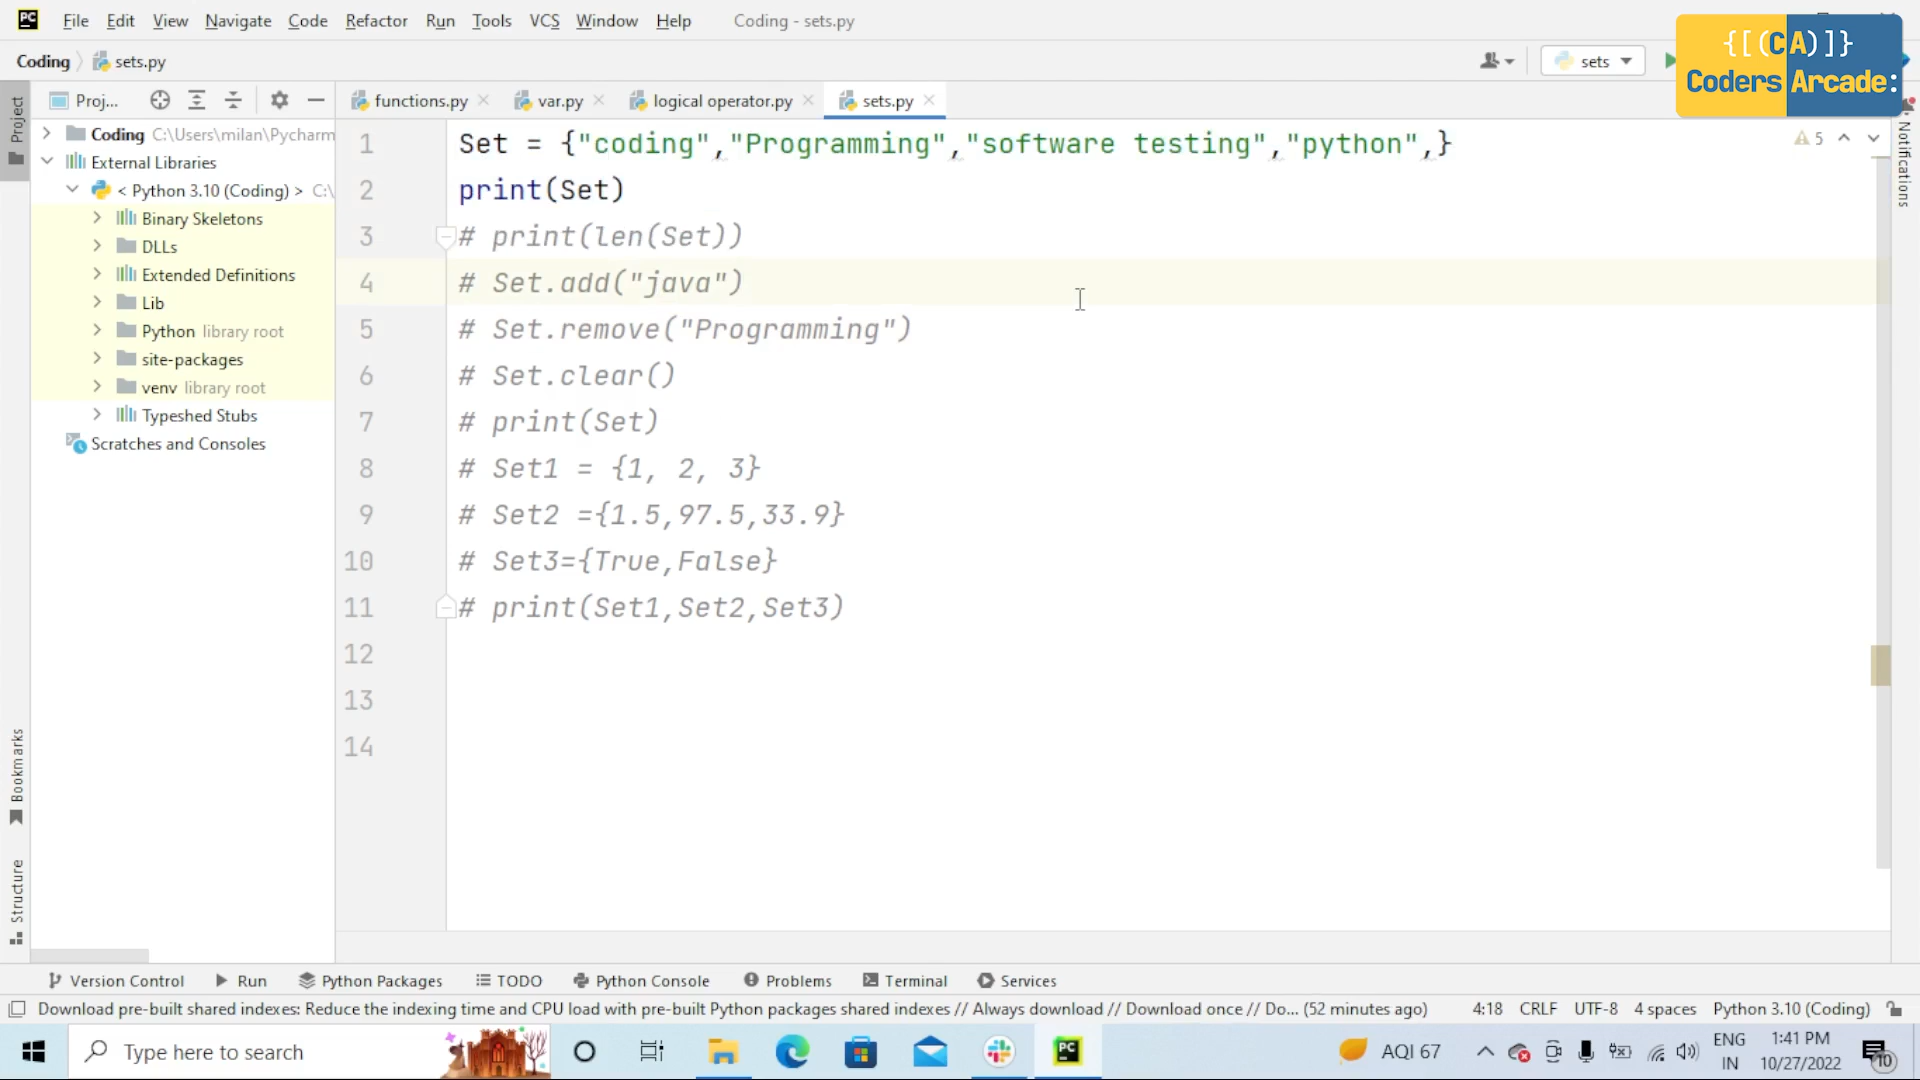 File Edit View Navigate Code Refactor Run Tools VCS Window Help Coding - sets.py
{[(CA)]}
Coders Arcade:
Coding sets.py
sets
Proj...
functions.py var.py logical operator.py sets.py
Project
Coding C:\Users\milan\Pycharm
External Libraries
< Python 3.10 (Coding) > C:\
Binary Skeletons
DLLs
Extended Definitions
Lib
Python library root
site-packages
venv library root
Typeshed Stubs
Scratches and Consoles
1 Set = {"coding","Programming","software testing","python",}
2 print(Set)
3 # print(len(Set))
4 # Set.add("java")
5 # Set.remove("Programming")
6 # Set.clear()
7 # print(Set)
8 # Set1 = {1, 2, 3}
9 # Set2 ={1.5,97.5,33.9}
10 # Set3={True,False}
11 # print(Set1,Set2,Set3)
12
13
14
5
Notifications
Bookmarks
Structure
Version Control Run Python Packages TODO Python Console Problems Terminal Services
Download pre-built shared indexes: Reduce the indexing time and CPU load with pre-built Python packages shared indexes // Always download // Download once // Do... (52 minutes ago) 4:18 CRLF UTF-8 4 spaces Python 3.10 (Coding)
Type here to search
PC
AQI 67
ENG
IN
1:41 PM
10/27/2022
10